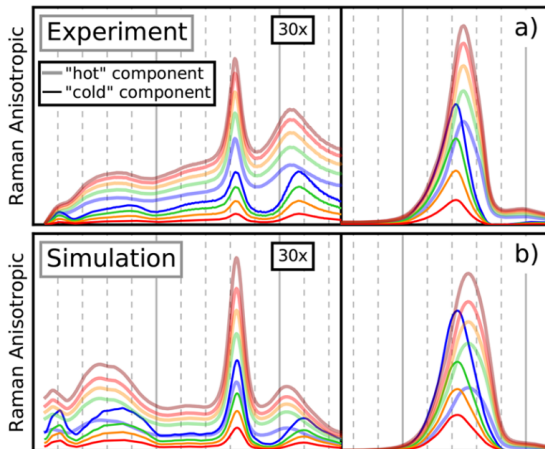 Experiment
30x
a)
"hot" component
"cold" component
Raman Anisotropic
Simulation
30x
b)
Raman Anisotropic